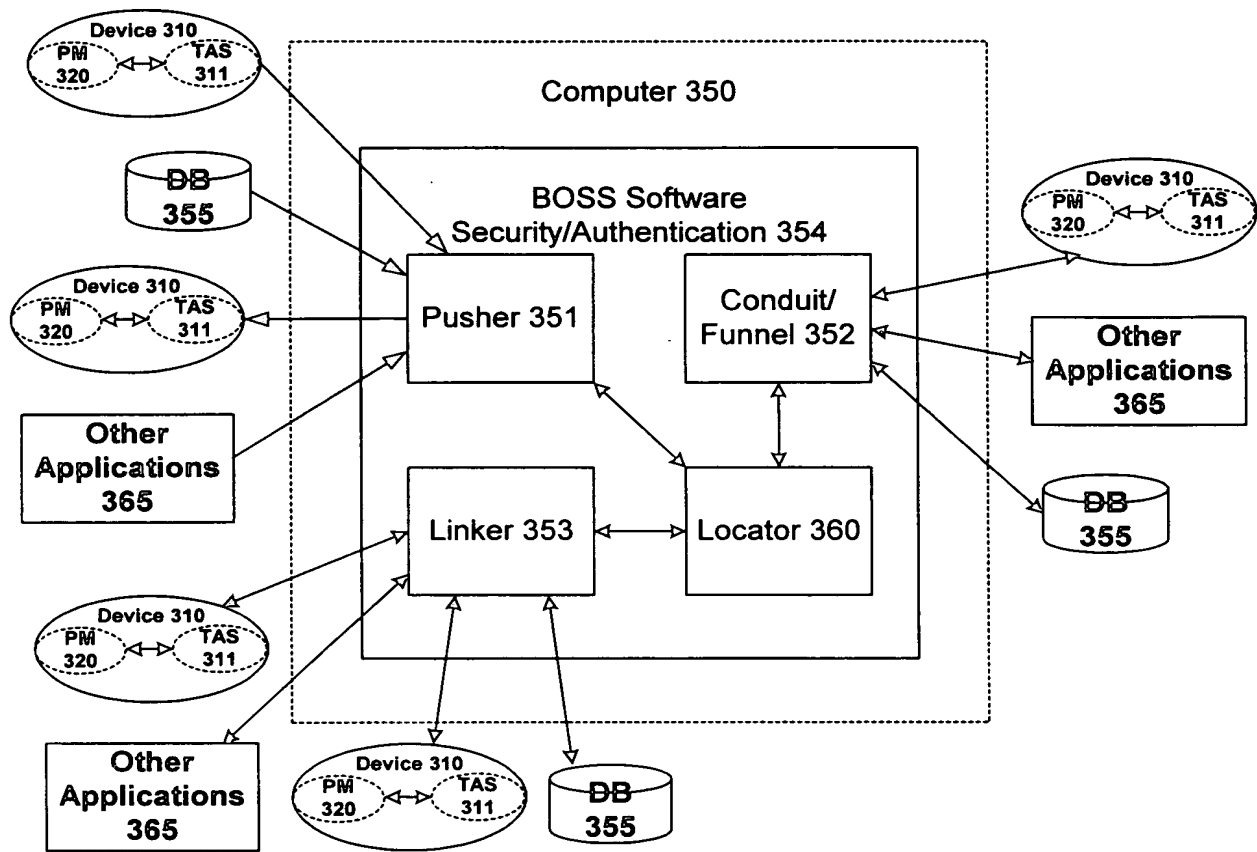 Device 310
PM
320
TAS
311
DB
355
Device 310
PM
320
TAS
311
Other
Applications
365
Computer 350
BOSS Software
Security/Authentication 354
Pusher 351
Conduit/
Funnel 352
Linker 353
Locator 360
Device 310
PM
320
TAS
311
Other
Applications
365
DB
355
Device 310
PM
320
TAS
311
Other
Applications
365
Device 310
PM
320
TAS
311
DB
355